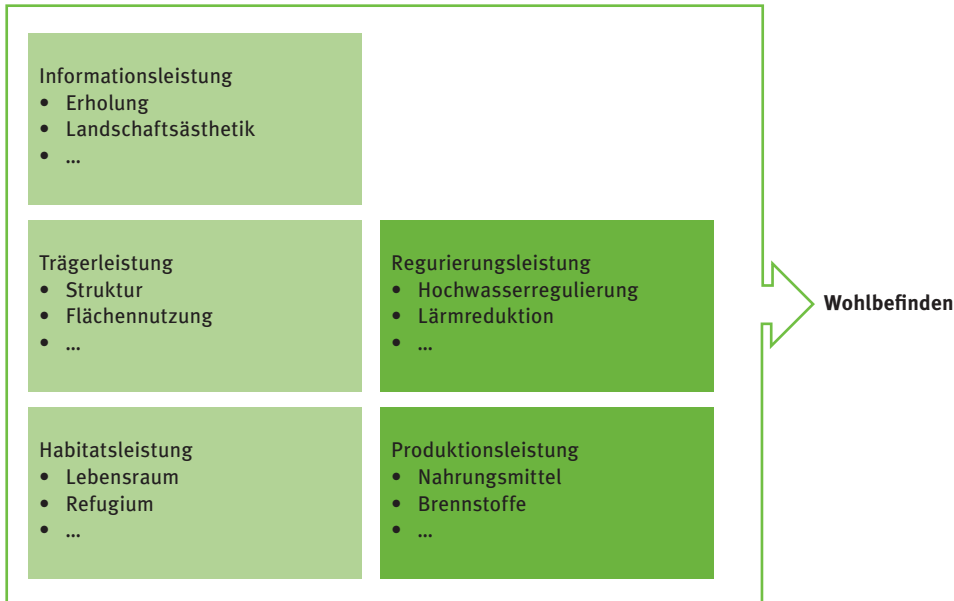 Informationsleistung
• Erholung
• Landschaftsästhetik
• ...
Trägerleistung
• Struktur
• Flächennutzung
• ...
Regurierungsleistung
• Hochwasserregulierung
• Lärmreduktion
• ...
Wohlbefinden
Habitatsleistung
• Lebensraum
• Refugium
• ...
Produktionsleistung
• Nahrungsmittel
• Brennstoffe
• ...